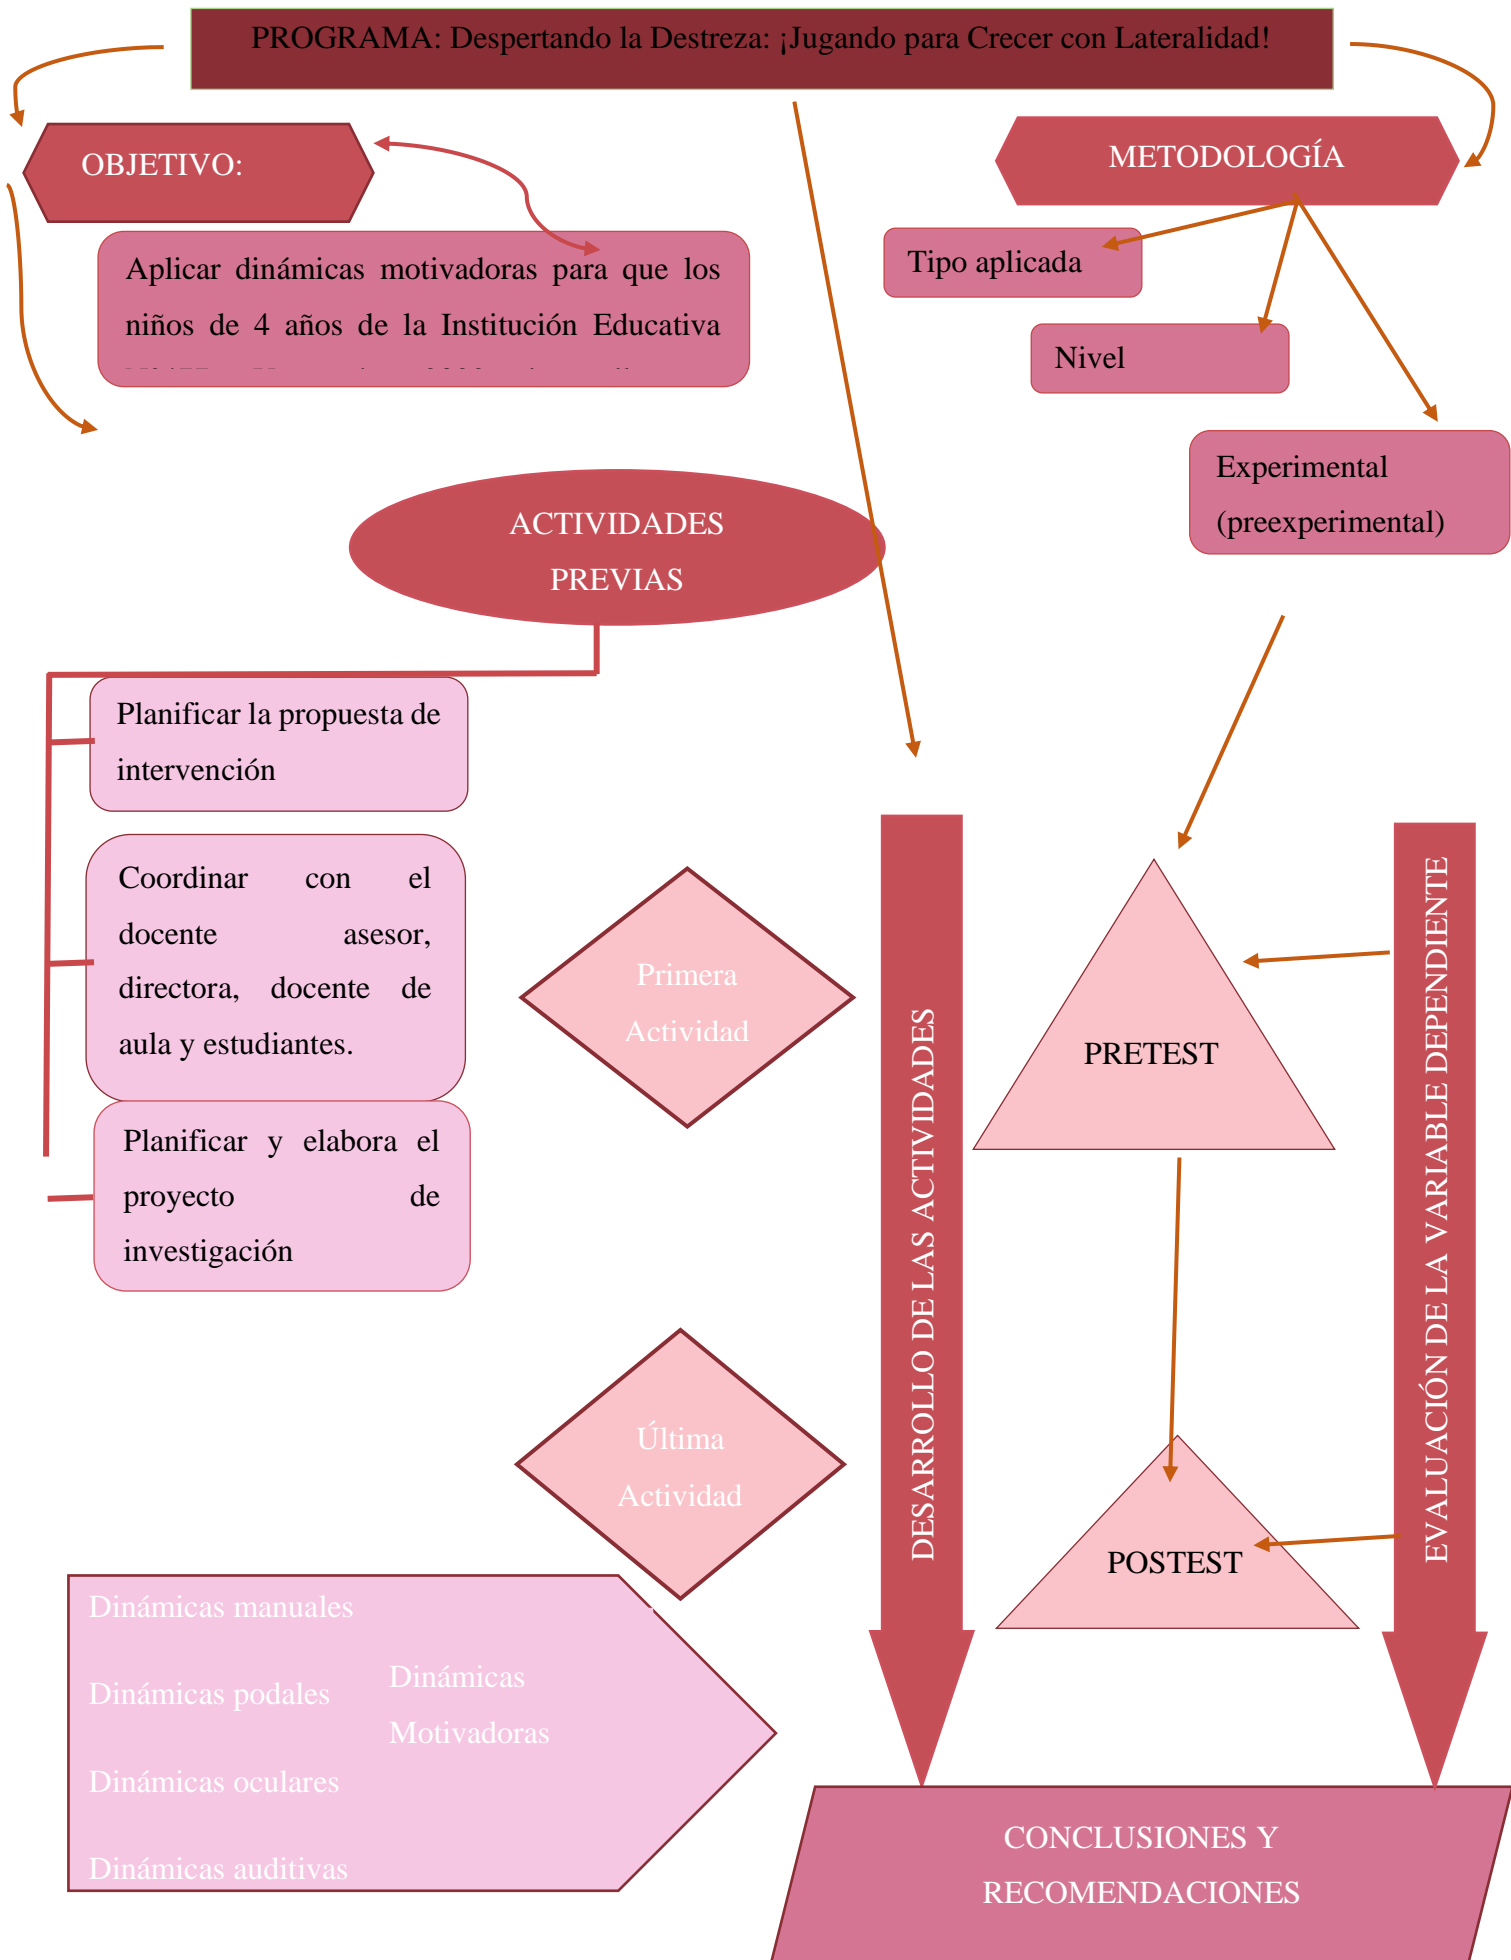 PROGRAMA: Despertando la Destreza: ¡Jugando para Crecer con Lateralidad!
OBJETIVO:
METODOLOGÍA
Aplicar dinámicas motivadoras para que los
niños de 4 años de la Institución Educativa
Tipo aplicada
Nivel
Experimental
(preexperimental)
ACTIVIDADES
PREVIAS
Planificar la propuesta de
intervención
Coordinar con el
docente asesor,
directora, docente de
aula y estudiantes.
Planificar y elabora el
proyecto de
investigación
Primera
Actividad
Última
Actividad
DESARROLLO DE LAS ACTIVIDADES
PRETEST
POSTEST
EVALUACIÓN DE LA VARIABLE DEPENDIENTE
Dinámicas manuales
Dinámicas podales
Dinámicas oculares
Dinámicas auditivas
Dinámicas
Motivadoras
CONCLUSIONES Y
RECOMENDACIONES